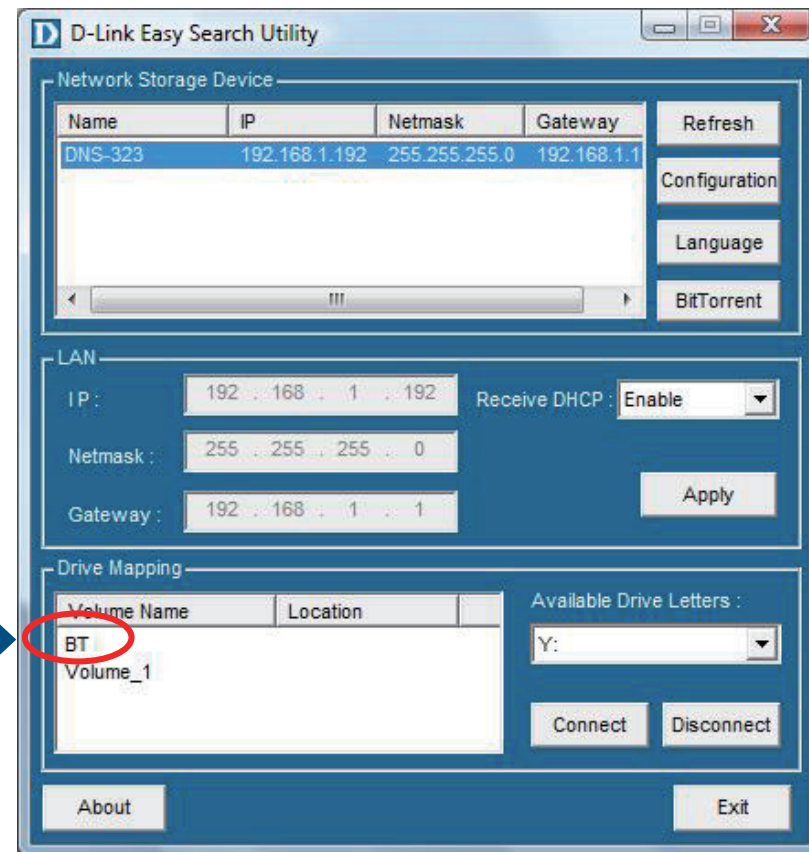 D-Link Easy Search Utility
Network Storage Device
Name IP Netmask Gateway
DNS-323 192.168.1.192 255.255.255.0 192.168.1.1
Refresh
Configuration
Language
BitTorrent
LAN
IP : 192 . 168 . 1 . 192 Receive DHCP : Enable
Netmask : 255 . 255 . 255 . 0
Gateway : 192 . 168 . 1 . 1
Apply
Drive Mapping
Volume Name Location
BT
Volume_1
Available Drive Letters :
Y:
Connect Disconnect
About Exit